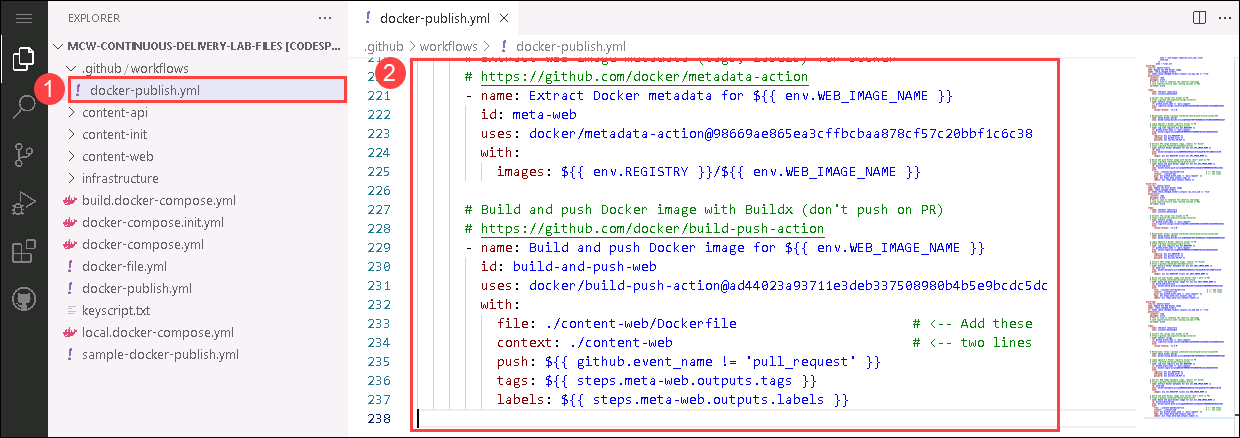 EXPLORER
MCW-CONTINUOUS-DELIVERY-LAB-FILES [CODESP...
.github / workflows
1
docker-publish.yml
content-api
content-init
content-web
infrastructure
build.docker-compose.yml
docker-compose.init.yml
docker-compose.yml
docker-file.yml
docker-publish.yml
keyscript.txt
local.docker-compose.yml
sample-docker-publish.yml
docker-publish.yml
.github > workflows > docker-publish.yml
2
# https://github.com/docker/metadata-action
221 - name: Extract Docker metadata for ${{ env.WEB_IMAGE_NAME }}
222 id: meta-web
223 uses: docker/metadata-action@98669ae865ea3cffbcbaa878cf57c20bbf1c6c38
224 with:
225 images: ${{ env.REGISTRY }}/${{ env.WEB_IMAGE_NAME }}
226
227 # Build and push Docker image with Buildx (don't push on PR)
228 # https://github.com/docker/build-push-action
229 - name: Build and push Docker image for ${{ env.WEB_IMAGE_NAME }}
230 id: build-and-push-web
231 uses: docker/build-push-action@ad44023a93711e3deb337508980b4b5e9bcdc5dc
232 with:
233 file: ./content-web/Dockerfile # <-- Add these
234 context: ./content-web # <-- two lines
235 push: ${{ github.event_name != 'pull_request' }}
236 tags: ${{ steps.meta-web.outputs.tags }}
237 labels: ${{ steps.meta-web.outputs.labels }}
238